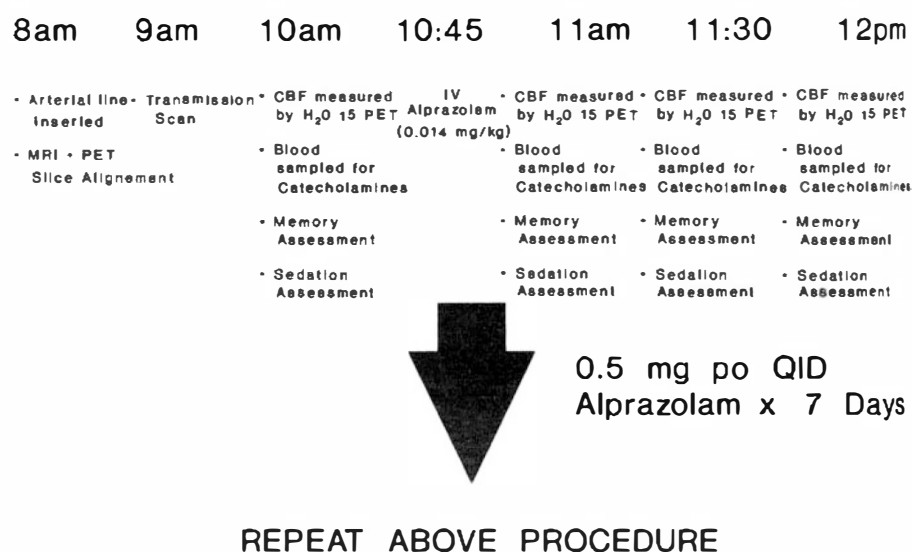 8am 9am 10am 10:45 11am 11:30 12pm
· Arterial line
Inserted
· MRI + PET
Slice Alignement
· Transmission
Scan
· CBF measured
by H₂O 15 PET
· Blood
sampled for
Catecholamines
· Memory
Assessment
· Sedation
Assessment
IV
Alprazolam
(0.014 mg/kg)
· CBF measured
by H₂O 15 PET
· Blood
sampled for
Catecholamines
· Memory
Assessment
· Sedation
Assessment
· CBF measured
by H₂O 15 PET
· Blood
sampled for
Catecholamines
· Memory
Assessment
· Sedation
Assessment
· CBF measured
by H₂O 15 PET
· Blood
sampled for
Catecholamines
· Memory
Assessment
· Sedation
Assessment
0.5 mg po QID
Alprazolam x 7 Days
REPEAT ABOVE PROCEDURE